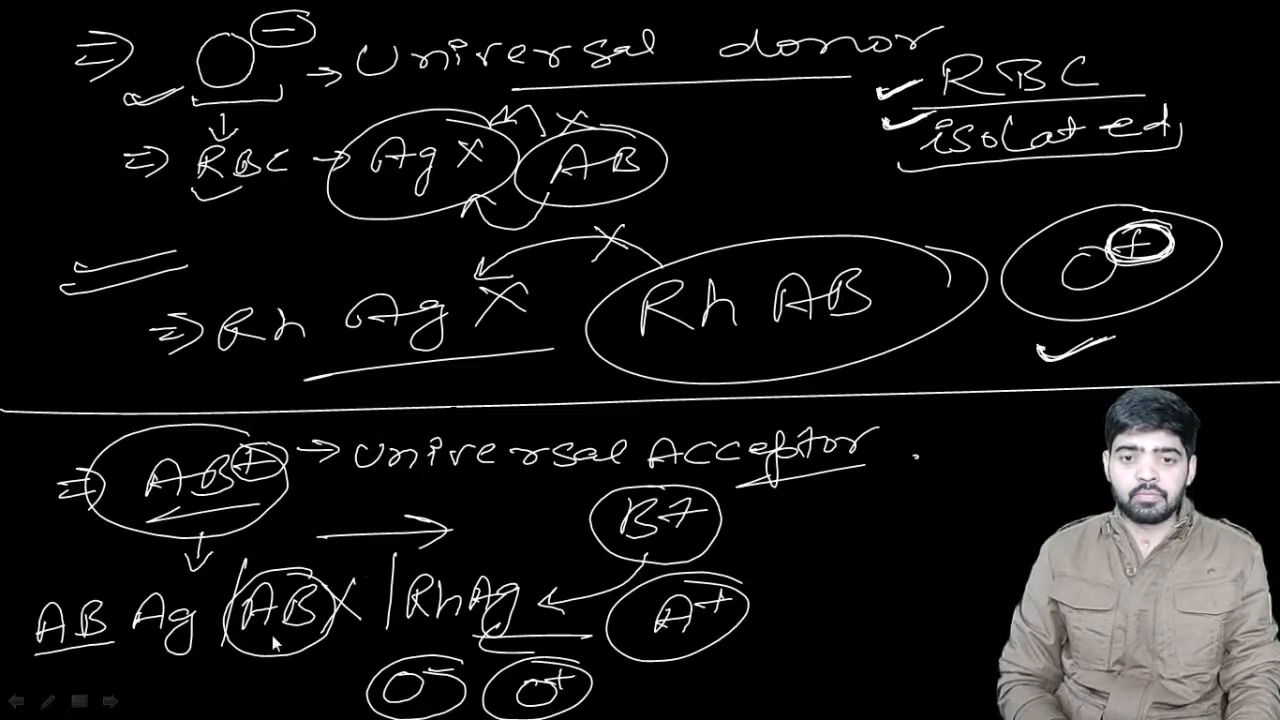 ⇒ O⁻ → Universal donor
✓ RBC
✓ isolated
⇒ RBC → Ag X AB X
O⁺ ✓
⇒ Rh Ag X Rh AB X
⇒ AB⁺ → Universal Acceptor.
B+
AB Ag | AB X | Rh Ag A+
O⁻ O⁺